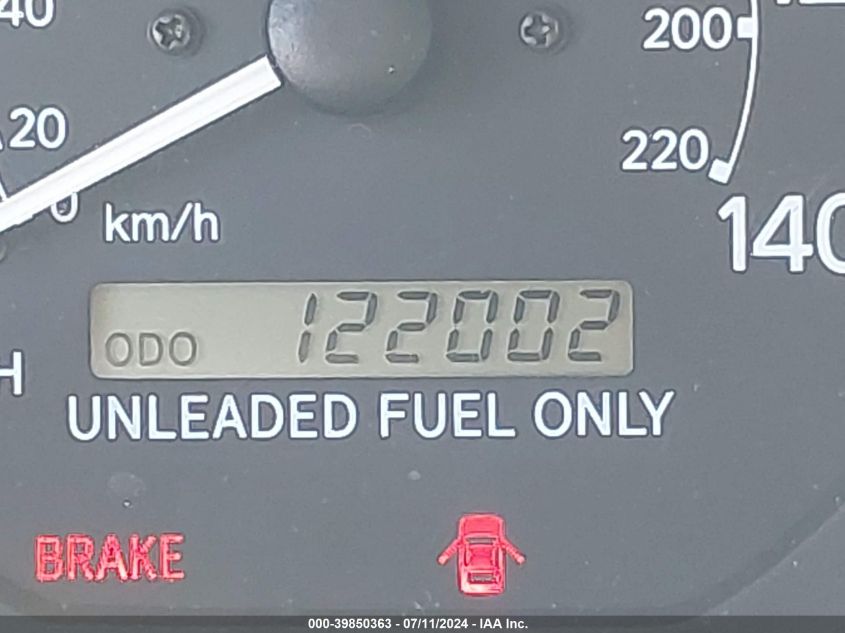 40
200
20
220
0
km/h
140
ODO 122002
H
UNLEADED FUEL ONLY
BRAKE
000-39850363 - 07/11/2024 - IAA Inc.